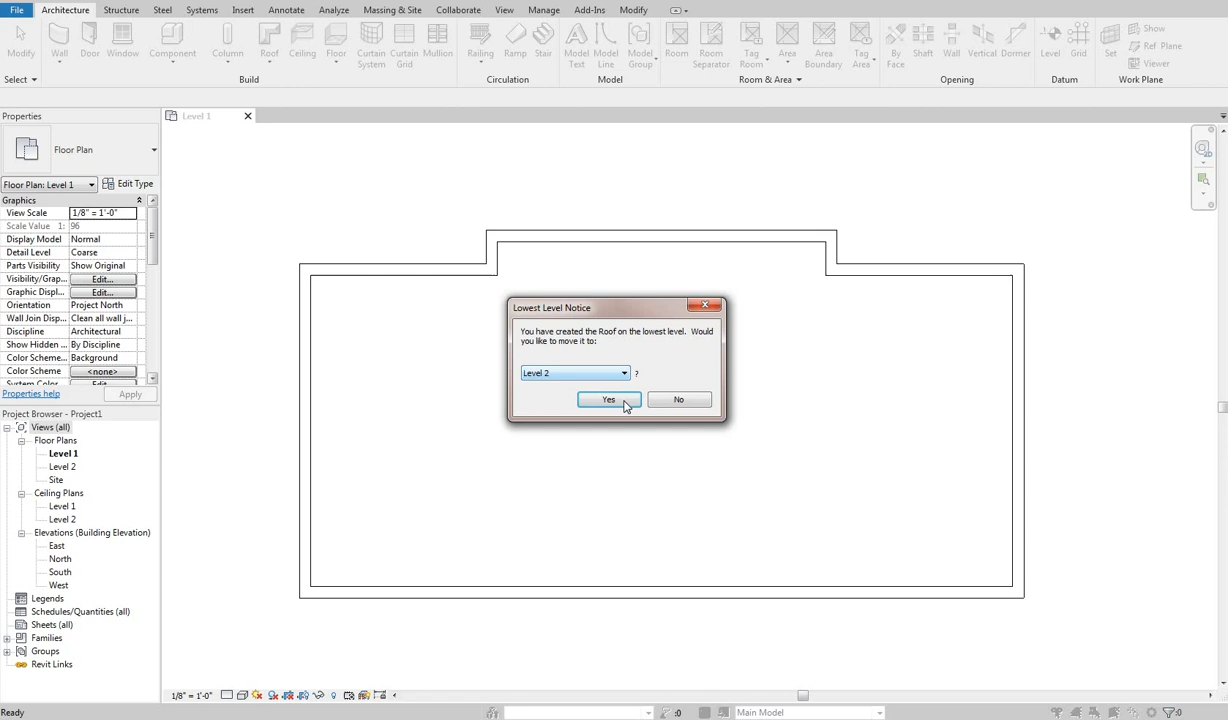 File Architecture Structure Steel Systems Insert Annotate Analyze Massing & Site Collaborate View Manage Add-Ins Modify
Modify Wall Door Window Component Column Roof Ceiling Floor Curtain System Curtain Grid Mullion Railing Ramp Stair Model Text Model Line Model Group Room Room Separator Tag Room Area Area Boundary Tag Area By Face Shaft Wall Vertical Dormer Level Grid Set Show Ref Plane Viewer
Select Build Circulation Model Room & Area Opening Datum Work Plane
Properties
Level 1
Floor Plan
Floor Plan: Level 1 Edit Type
Graphics
View Scale 1/8" = 1'-0"
Scale Value 1: 96
Display Model Normal
Detail Level Coarse
Parts Visibility Show Original
Visibility/Grap... Edit...
Graphic Displ... Edit...
Orientation Project North
Wall Join Disp... Clean all wall j...
Discipline Architectural
Show Hidden ... By Discipline
Color Scheme... Background
Color Scheme <none>
System Color Edit
Properties help Apply
Project Browser - Project1
Views (all)
Floor Plans
Level 1
Level 2
Site
Ceiling Plans
Level 1
Level 2
Elevations (Building Elevation)
East
North
South
West
Legends
Schedules/Quantities (all)
Sheets (all)
Families
Groups
Revit Links
Lowest Level Notice
You have created the Roof on the lowest level. Would
you like to move it to:
Level 2 ?
Yes No
2D
1/8" = 1'-0"
Ready :0 Main Model :0